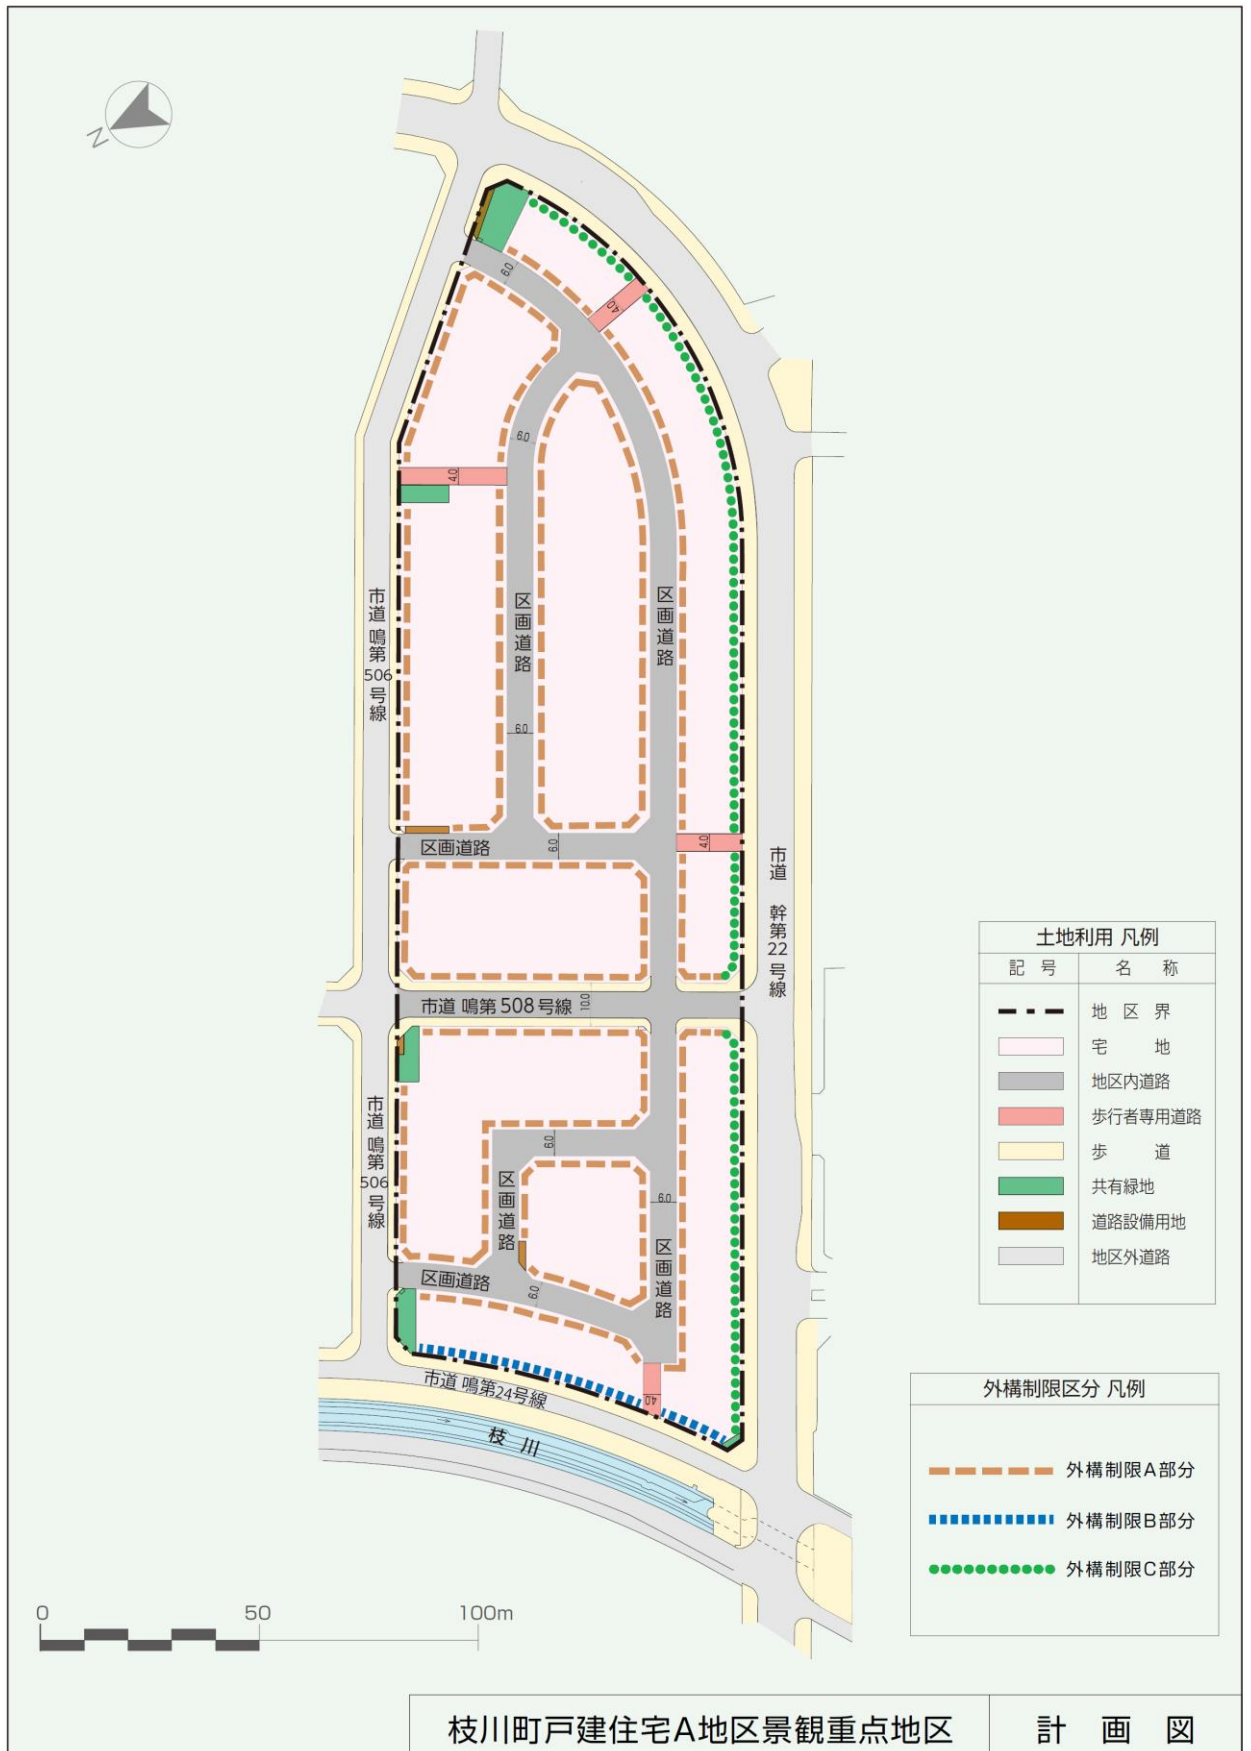 N
6.0
4.0
6.0
4.0
市道 鳴第506号線
区画道路
区画道路
6.0
区画道路
6.0
4.0
市道 幹第22号線
市道 鳴第508号線
10.0
市道 鳴第506号線
6.0
区画道路
6.0
区画道路
区画道路
6.0
4.0
市道 鳴第24号線
枝川
土地利用 凡例
記号 名称
地区界
宅地
地区内道路
歩行者専用道路
歩道
共有緑地
道路設備用地
地区外道路
外構制限区分 凡例
外構制限A部分
外構制限B部分
外構制限C部分
0 50 100m
枝川町戸建住宅A地区景観重点地区 計画図